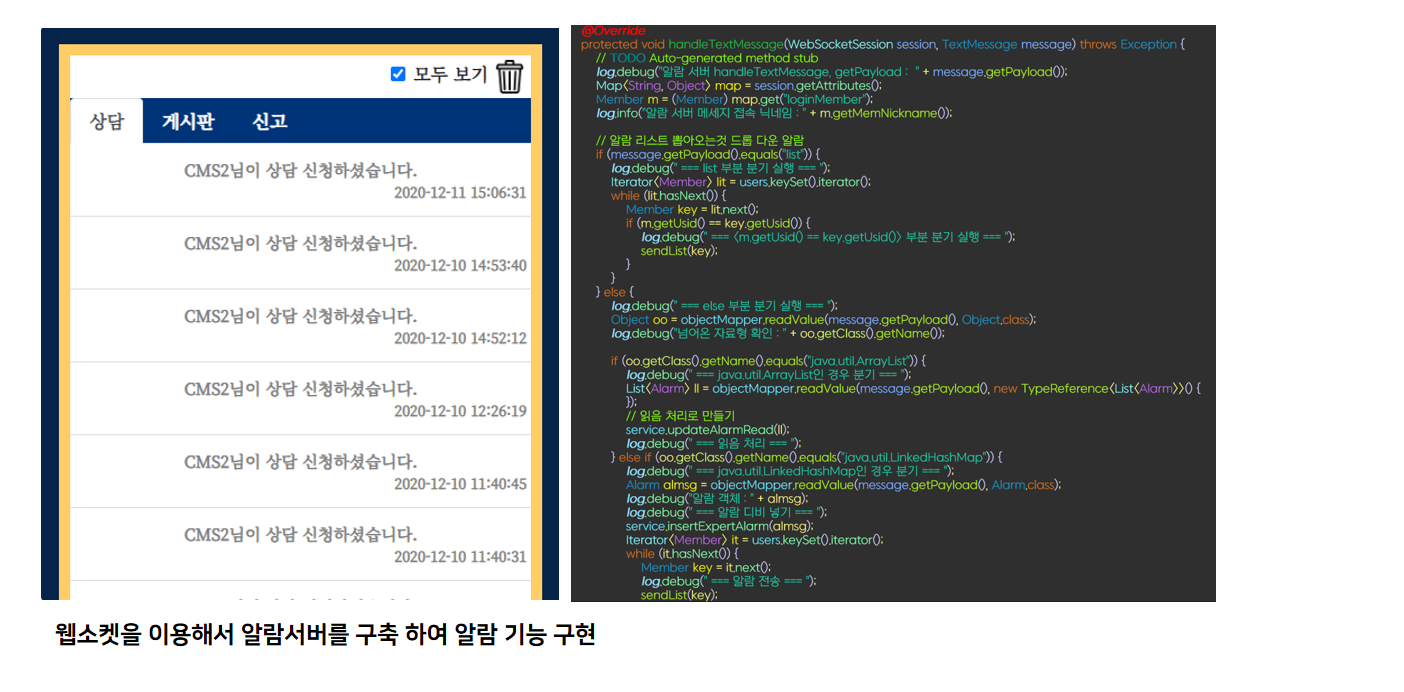 모두 보기
상담 게시판 신고
CMS2님이 상담 신청하셨습니다.
2020-12-11 15:06:31
CMS2님이 상담 신청하셨습니다.
2020-12-10 14:53:40
CMS2님이 상담 신청하셨습니다.
2020-12-10 14:52:12
CMS2님이 상담 신청하셨습니다.
2020-12-10 12:26:19
CMS2님이 상담 신청하셨습니다.
2020-12-10 11:40:45
CMS2님이 상담 신청하셨습니다.
2020-12-10 11:40:31
@Override
protected void handleTextMessage(WebSocketSession session, TextMessage message) throws Exception {
// TODO Auto-generated method stub
log.debug("알람 서버 handleTextMessage, getPayload :  " + message.getPayload());
Map<String, Object> map = session.getAttributes();
Member m = (Member) map.get("loginMember");
log.info("알람 서버 메세지 접속 닉네임 : " + m.getMemNickname());
// 알람 리스트 뽑아오는것 드롭 다운 알람
if (message.getPayload().equals("list")) {
log.debug(" === list 부분 분기 실행 === ");
Iterator<Member> lit = users.keySet().iterator();
while (lit.hasNext()) {
Member key = lit.next();
if (m.getUsid() == key.getUsid()) {
log.debug(" === <m.getUsid() == key.getUsid()> 부분 분기 실행 === ");
sendList(key);
}
}
} else {
log.debug(" === else 부분 분기 실행 === ");
Object oo = objectMapper.readValue(message.getPayload(), Object.class);
log.debug("넘어온 자료형 확인 : " + oo.getClass().getName());
if (oo.getClass().getName().equals("java.util.ArrayList")) {
log.debug(" === java.util.ArrayList인 경우 분기 === ");
List<Alarm> ll = objectMapper.readValue(message.getPayload(), new TypeReference<List<Alarm>>() {
});
// 읽음 처리로 만들기
service.updateAlarmRead(ll);
log.debug(" === 읽음 처리 === ");
} else if (oo.getClass().getName().equals("java.util.LinkedHashMap")) {
log.debug(" === java.util.LinkedHashMap인 경우 분기 === ");
Alarm almsg = objectMapper.readValue(message.getPayload(), Alarm.class);
log.debug("알람 객체 : " + almsg);
log.debug(" === 알람 디비 넣기 === ");
service.insertExpertAlarm(almsg);
Iterator<Member> it = users.keySet().iterator();
while (it.hasNext()) {
Member key = it.next();
log.debug(" === 알람 전송 === ");
sendList(key);
웹소켓을 이용해서 알람서버를 구축 하여 알람 기능 구현